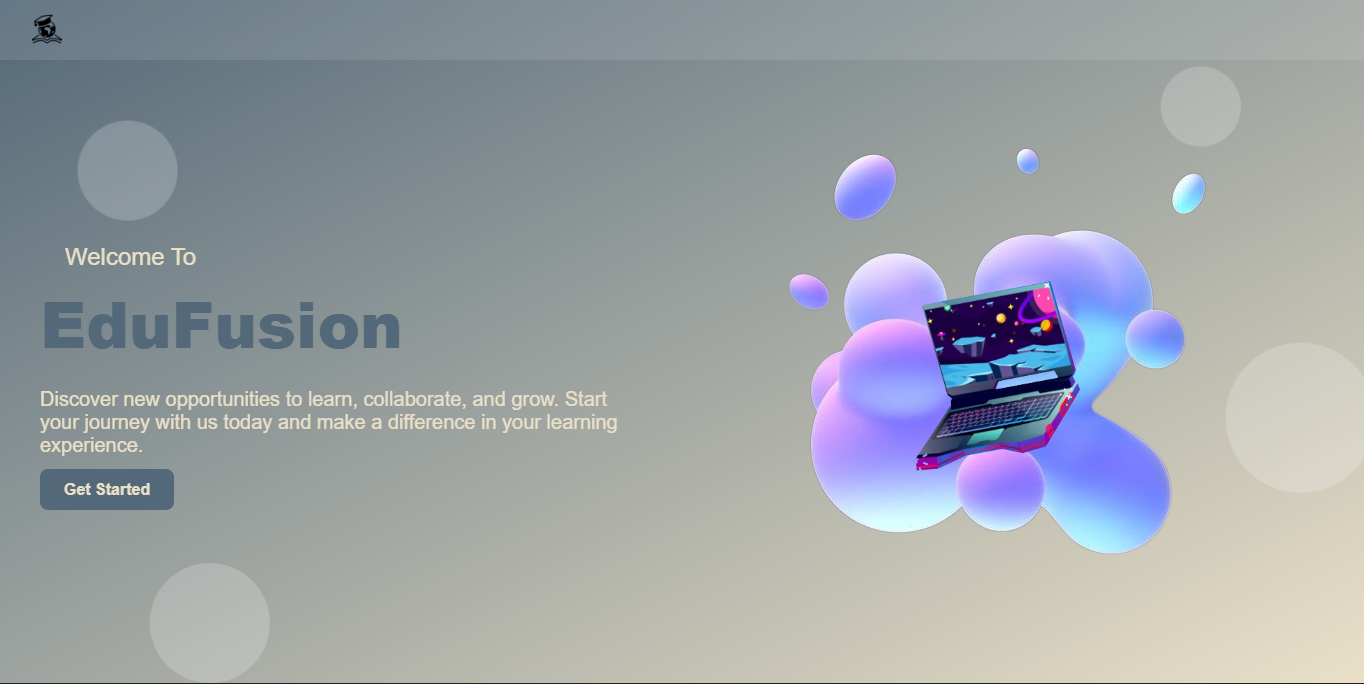 Welcome To
EduFusion
Discover new opportunities to learn, collaborate, and grow. Start
your journey with us today and make a difference in your learning
experience.
Get Started